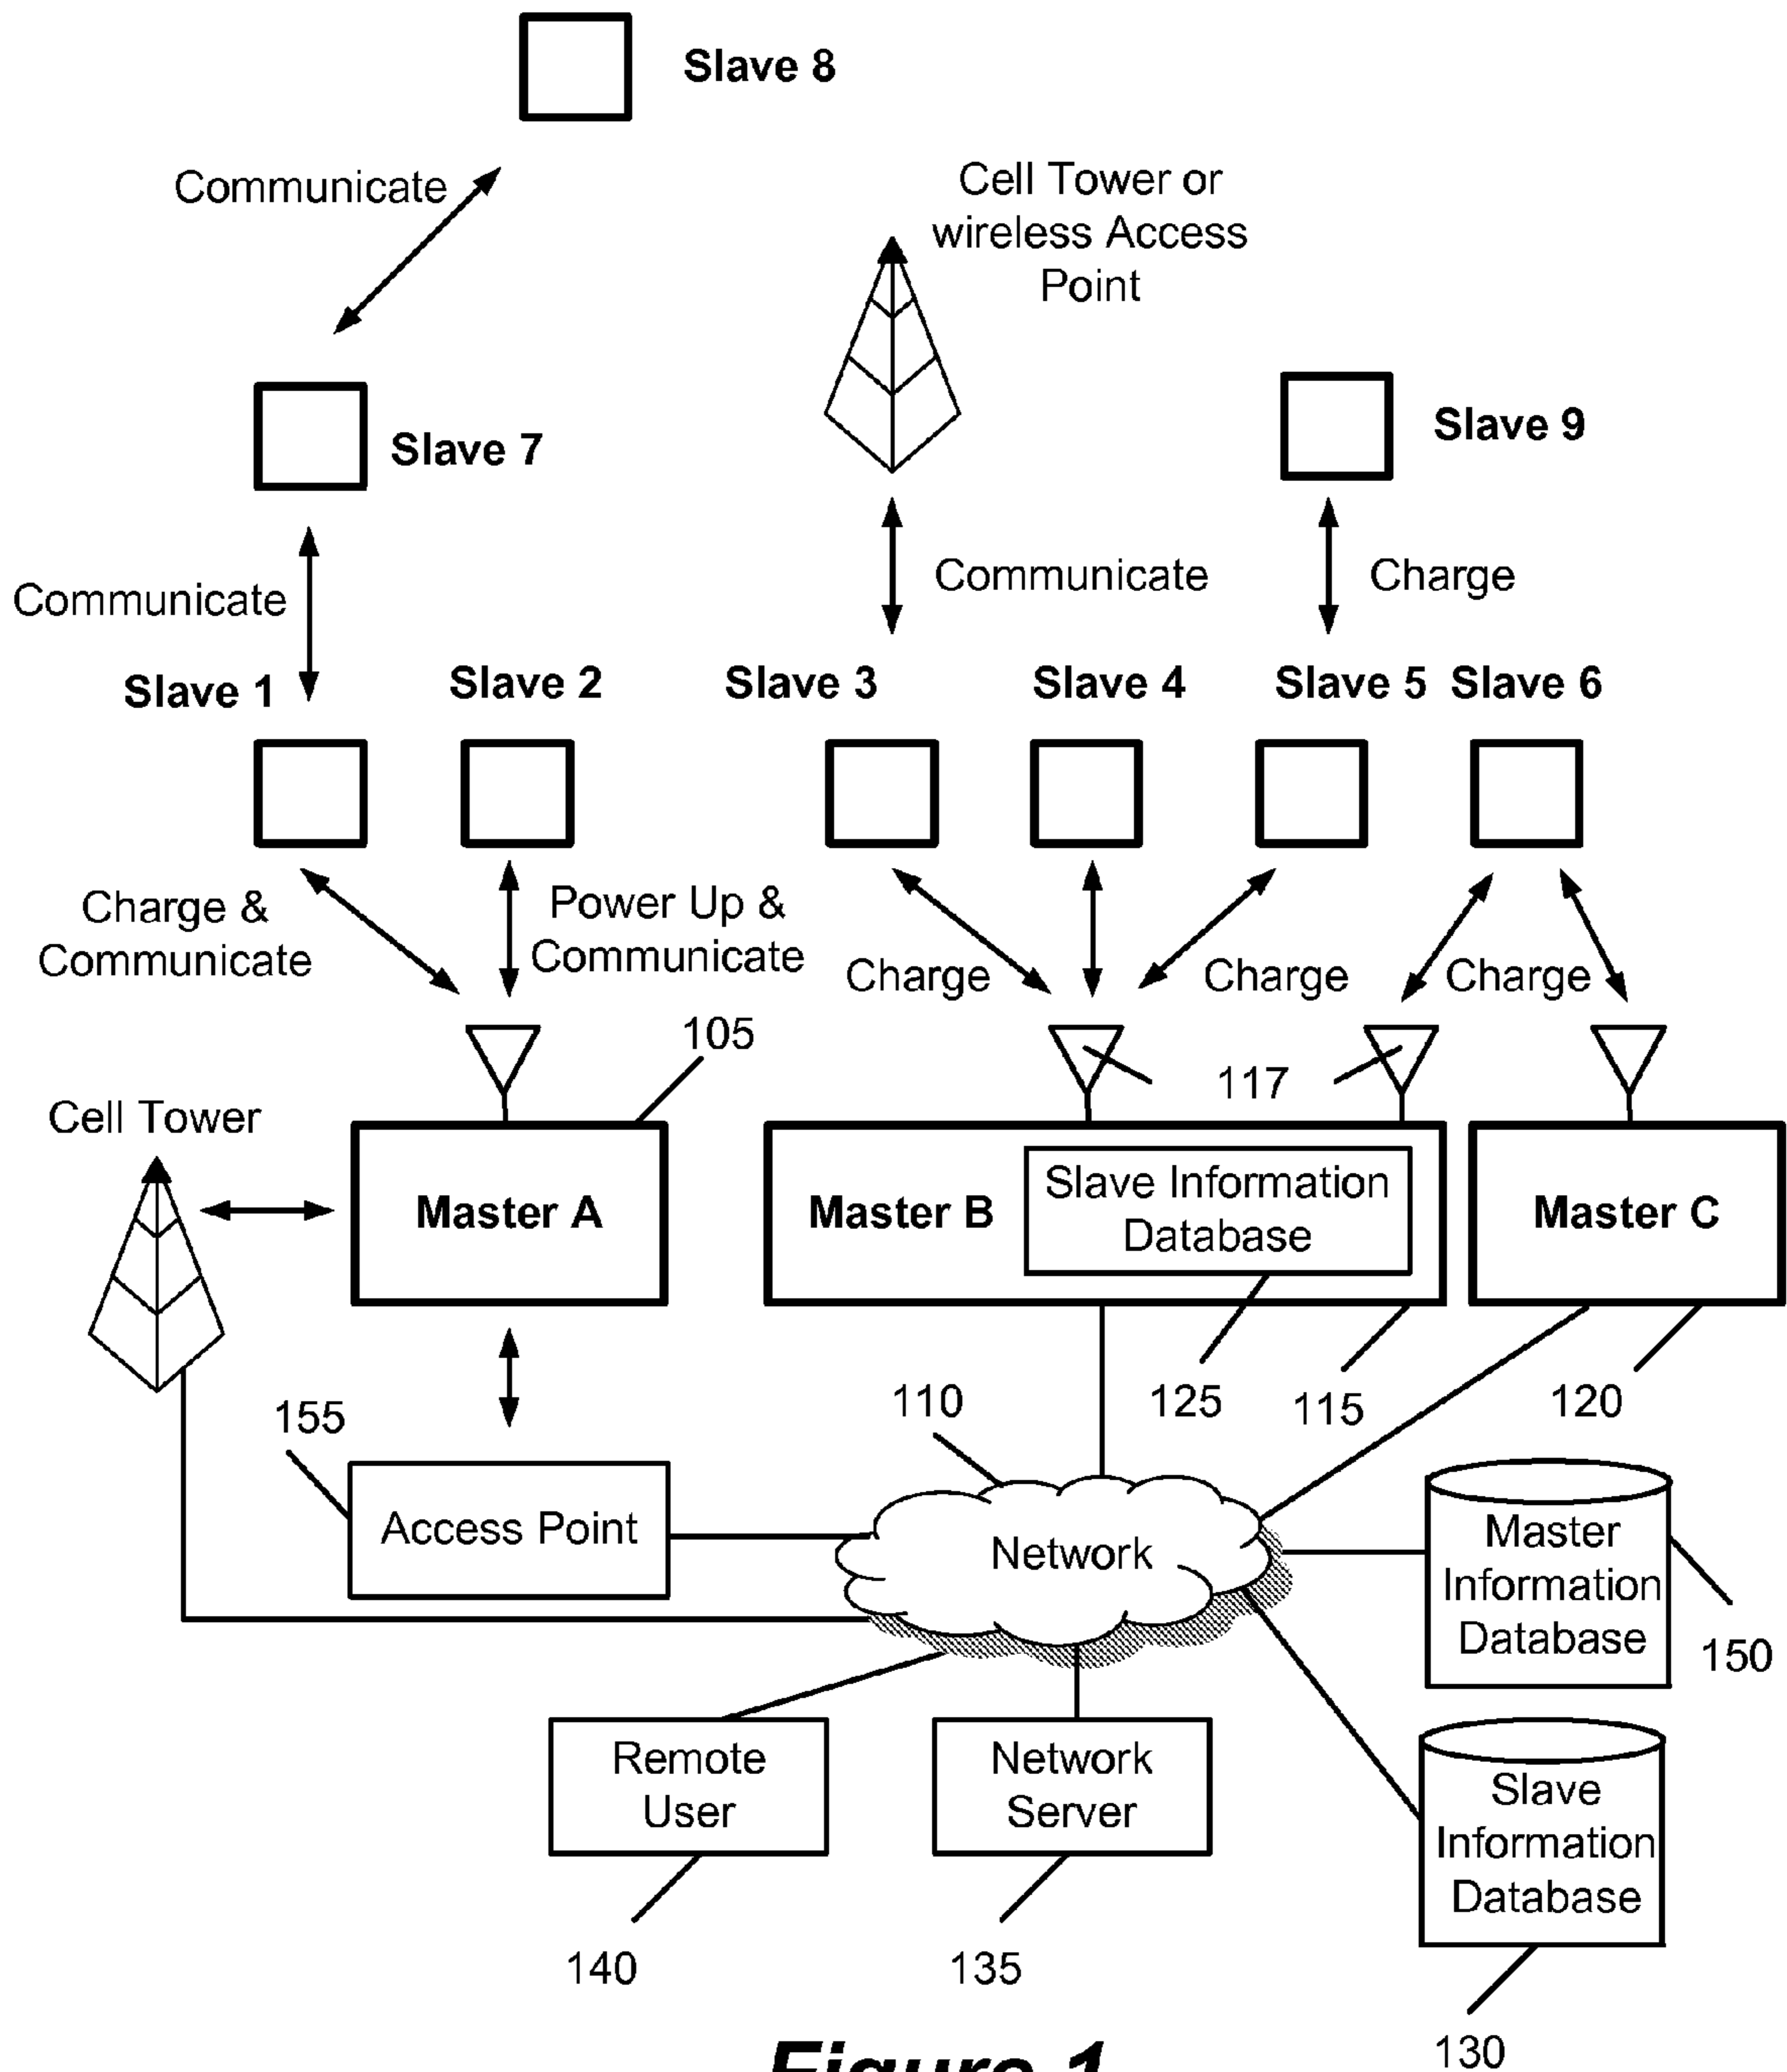 Slave 8
Communicate
Cell Tower or
wireless Access
Point
Slave 7
Slave 9
Communicate
Communicate
Charge
Slave 1
Slave 2
Slave 3
Slave 4
Slave 5
Slave 6
Charge &
Communicate
Power Up &
Communicate
Charge
Charge
Charge
105
117
Cell Tower
Master A
Master B
Slave Information
Database
Master C
110
125
115
120
155
Access Point
Network
Master
Information
Database
150
Remote
User
Network
Server
Slave
Information
Database
140
135
130
Figure 1